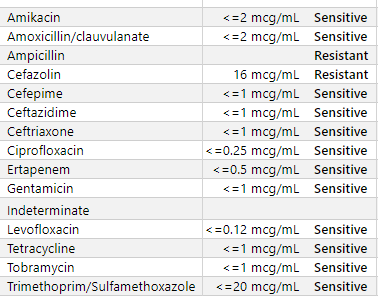 Amikacin <=2 mcg/mL Sensitive
Amoxicillin/clavulanate <=2 mcg/mL Sensitive
Ampicillin Resistant
Cefazolin 16 mcg/mL Resistant
Cefepime <=1 mcg/mL Sensitive
Ceftazidime <=1 mcg/mL Sensitive
Ceftriaxone <=1 mcg/mL Sensitive
Ciprofloxacin <=0.25 mcg/mL Sensitive
Ertapenem <=0.5 mcg/mL Sensitive
Gentamicin <=1 mcg/mL Sensitive
Indeterminate
Levofloxacin <=0.12 mcg/mL Sensitive
Tetracycline <=1 mcg/mL Sensitive
Tobramycin <=1 mcg/mL Sensitive
Trimethoprim/Sulfamethoxazole <=20 mcg/mL Sensitive